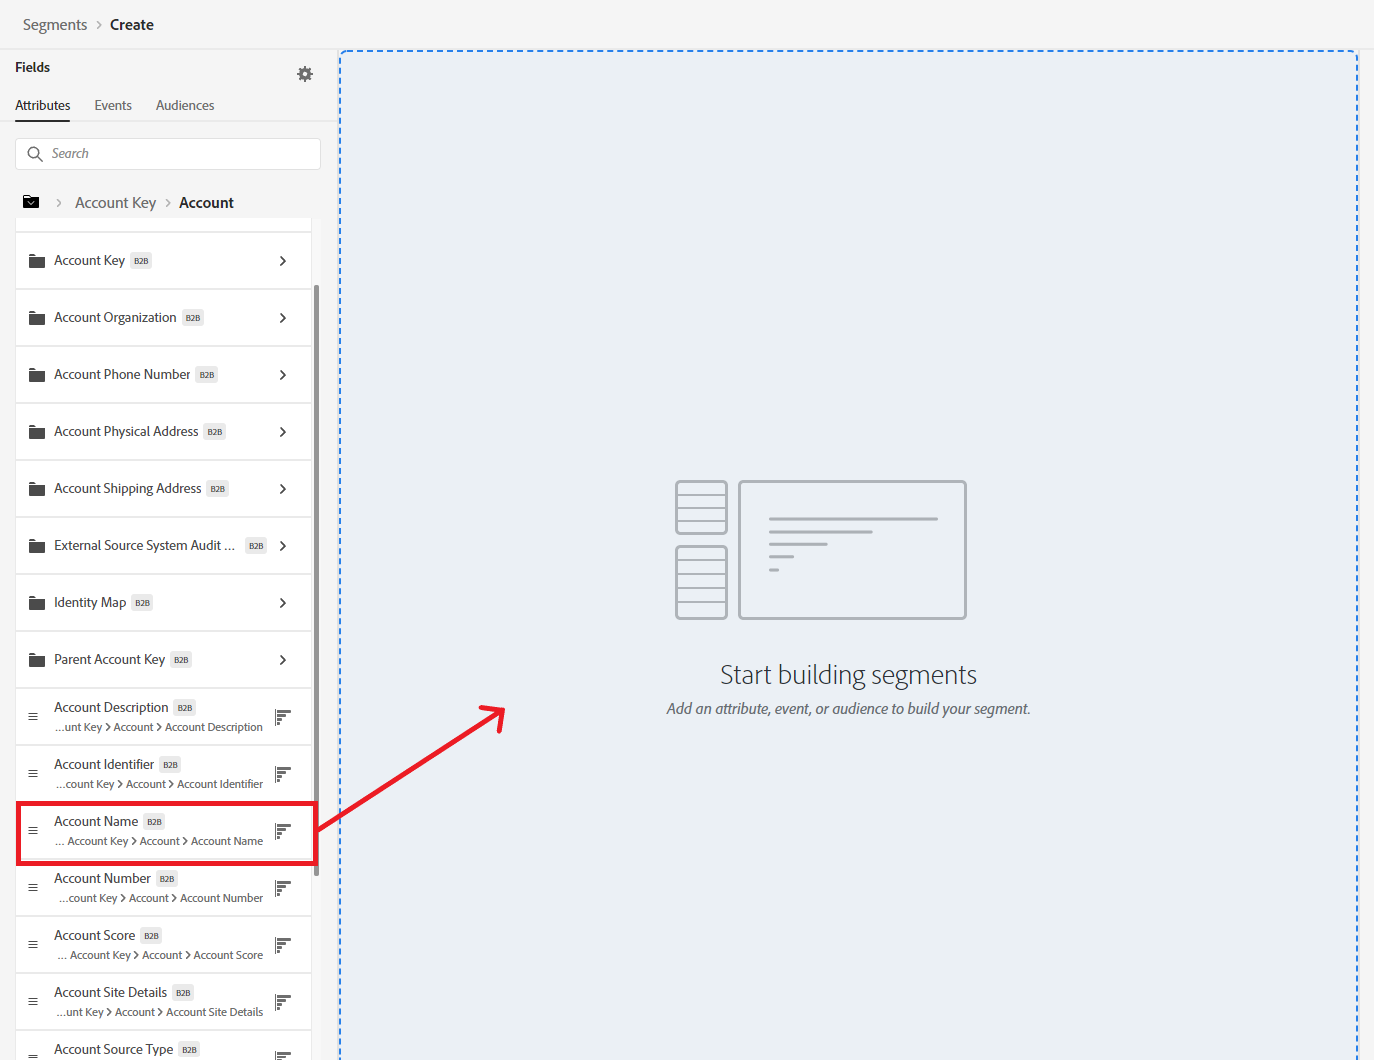 Segments › Create
Fields
Attributes Events Audiences
Search
› Account Key › Account
Account Key B2B
Account Organization B2B
Account Phone Number B2B
Account Physical Address B2B
Account Shipping Address B2B
External Source System Audit ... B2B
Identity Map B2B
Parent Account Key B2B
Account Description B2B
...unt Key > Account > Account Description
Account Identifier B2B
...count Key > Account > Account Identifier
Account Name B2B
... Account Key > Account > Account Name
Account Number B2B
...count Key > Account > Account Number
Account Score B2B
... Account Key > Account > Account Score
Account Site Details B2B
...unt Key > Account > Account Site Details
Account Source Type B2B
Start building segments
Add an attribute, event, or audience to build your segment.